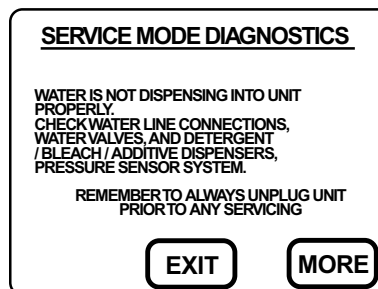 SERVICE MODE DIAGNOSTICS
WATER IS NOT DISPENSING INTO UNIT
PROPERLY.
CHECK WATER LINE CONNECTIONS,
WATER VALVES, AND DETERGENT
/ BLEACH / ADDITIVE DISPENSERS,
PRESSURE SENSOR SYSTEM.
REMEMBER TO ALWAYS UNPLUG UNIT
PRIOR TO ANY SERVICING
EXIT MORE